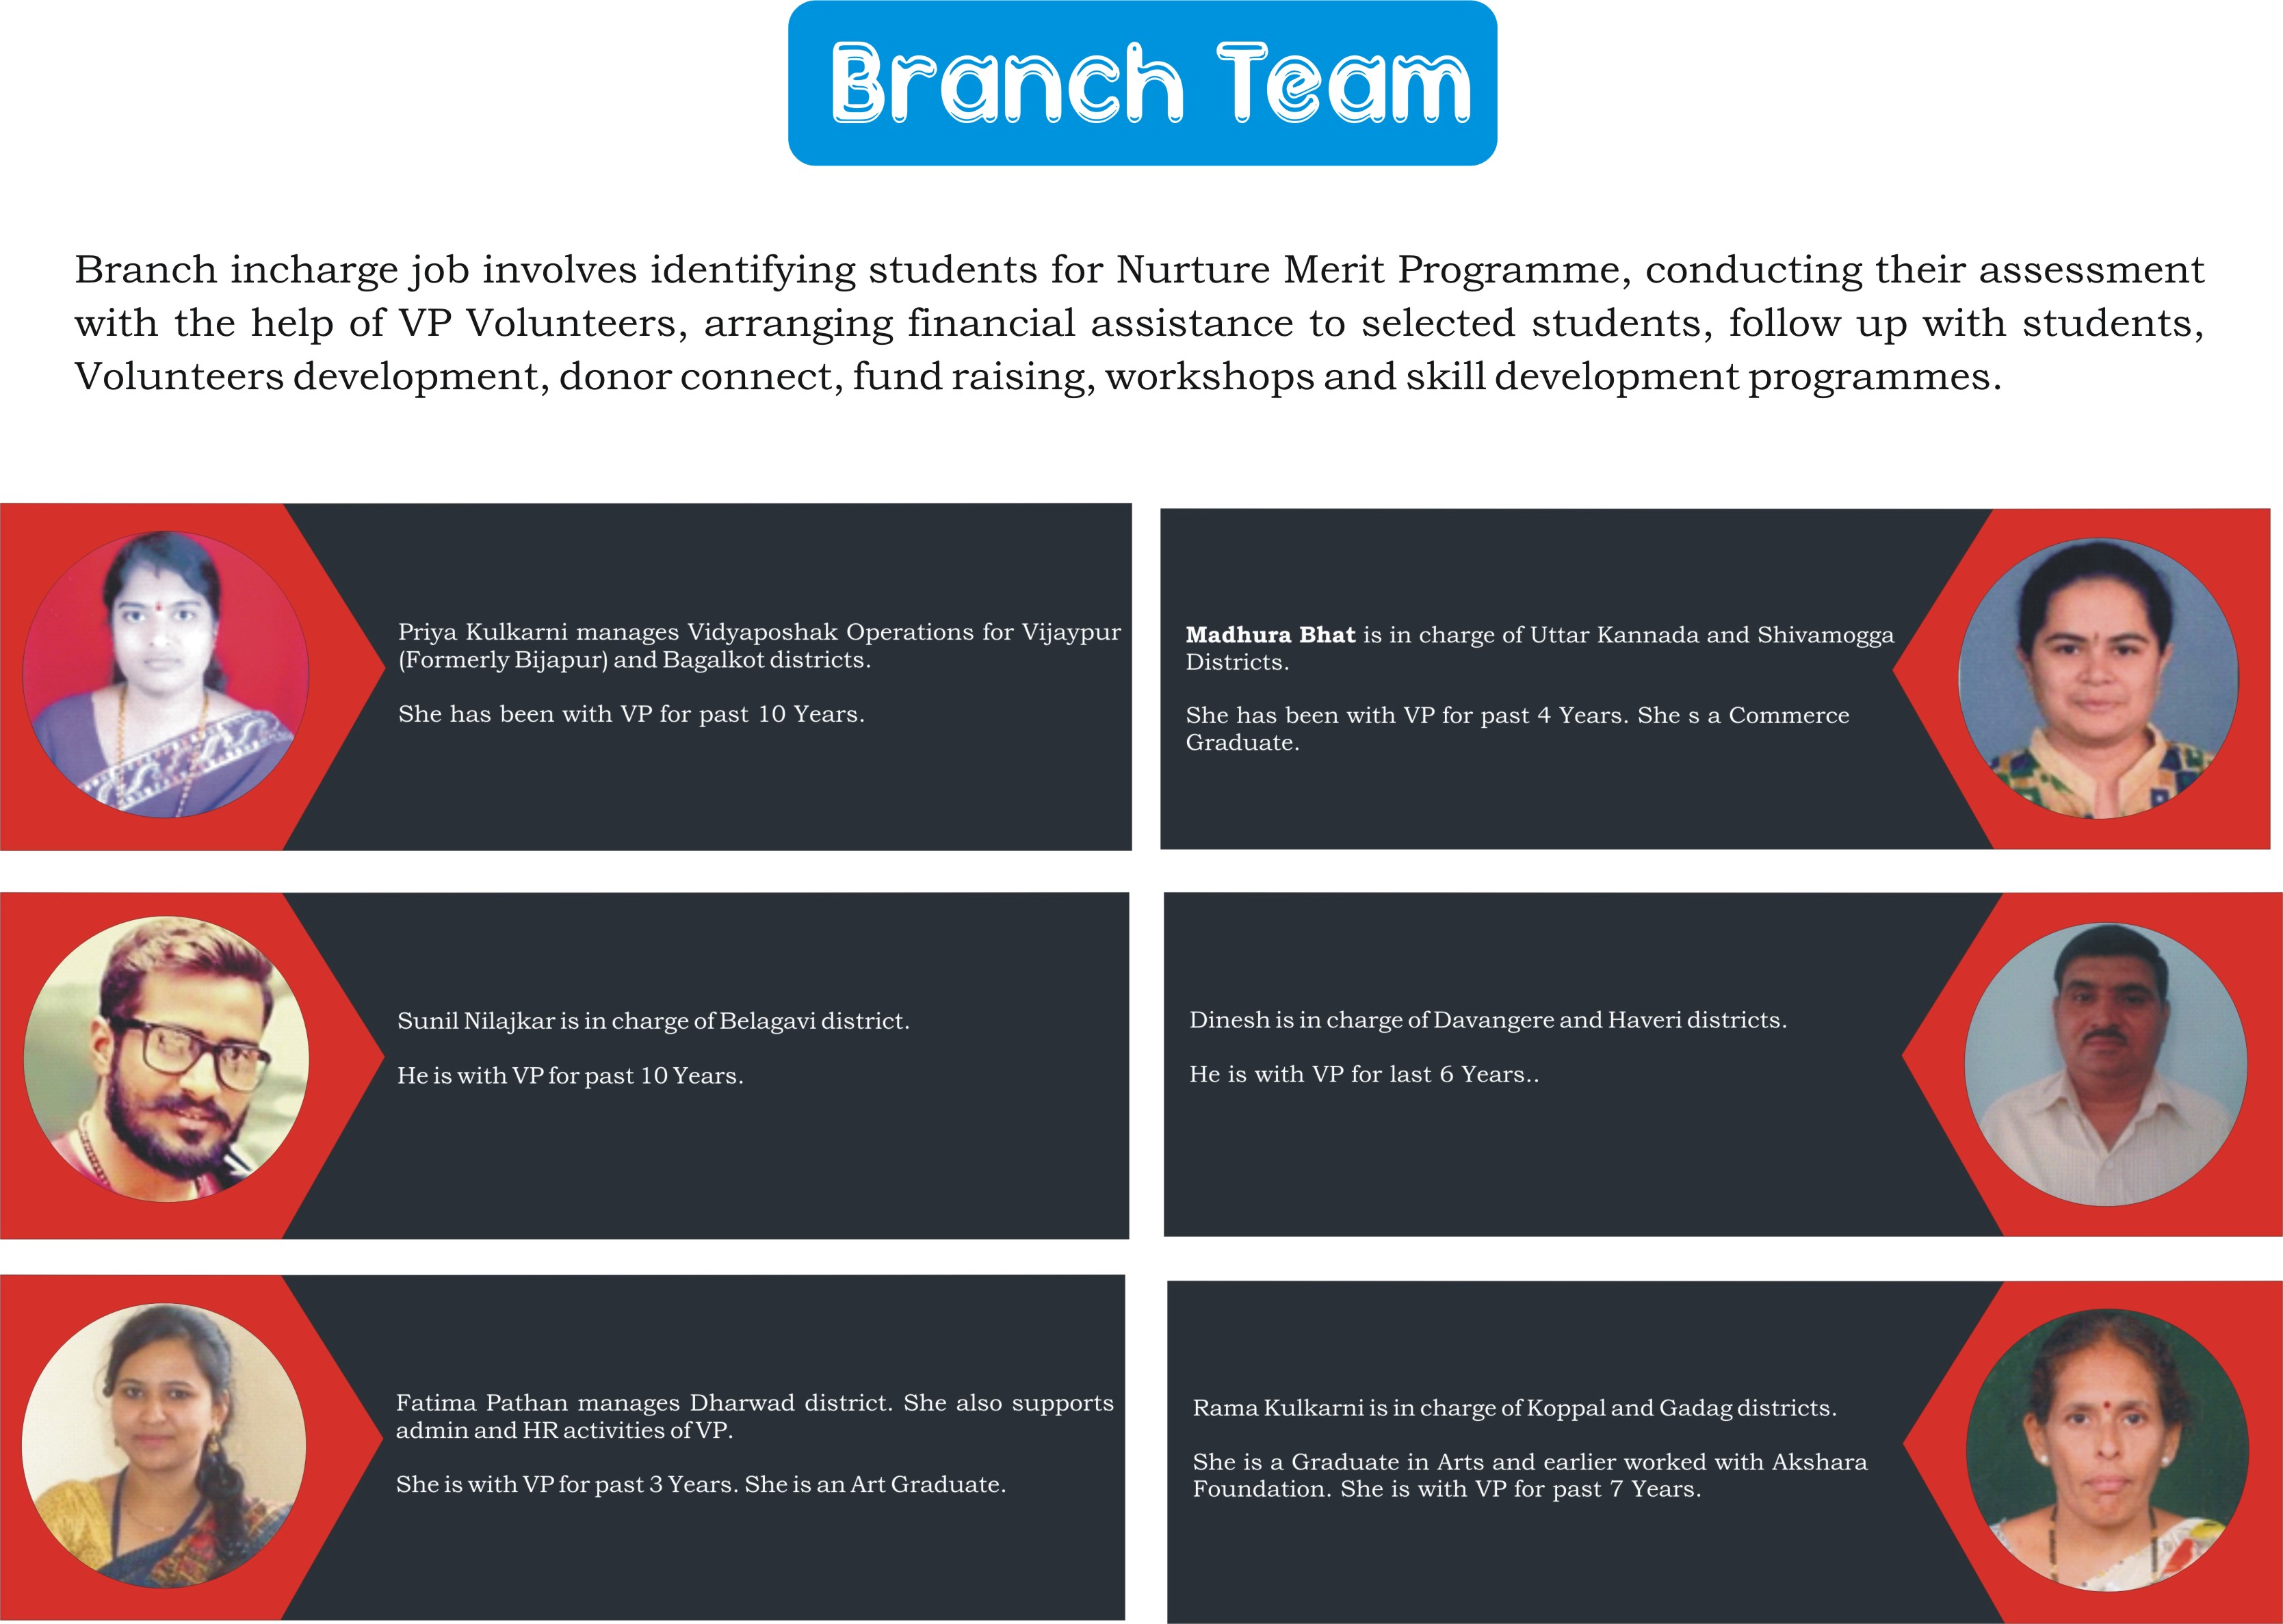 Branch Team
Branch incharge job involves identifying students for Nurture Merit Programme, conducting their assessment
with the help of VP Volunteers, arranging financial assistance to selected students, follow up with students,
Volunteers development, donor connect, fund raising, workshops and skill development programmes.
Priya Kulkarni manages Vidyaposhak Operations for Vijaypur
(Formerly Bijapur) and Bagalkot districts.
She has been with VP for past 10 Years.
Madhura Bhat is in charge of Uttar Kannada and Shivamogga
Districts.
She has been with VP for past 4 Years. She s a Commerce
Graduate.
Sunil Nilajkar is in charge of Belagavi district.
He is with VP for past 10 Years.
Dinesh is in charge of Davangere and Haveri districts.
He is with VP for last 6 Years..
Fatima Pathan manages Dharwad district. She also supports
admin and HR activities of VP.
She is with VP for past 3 Years. She is an Art Graduate.
Rama Kulkarni is in charge of Koppal and Gadag districts.
She is a Graduate in Arts and earlier worked with Akshara
Foundation. She is with VP for past 7 Years.